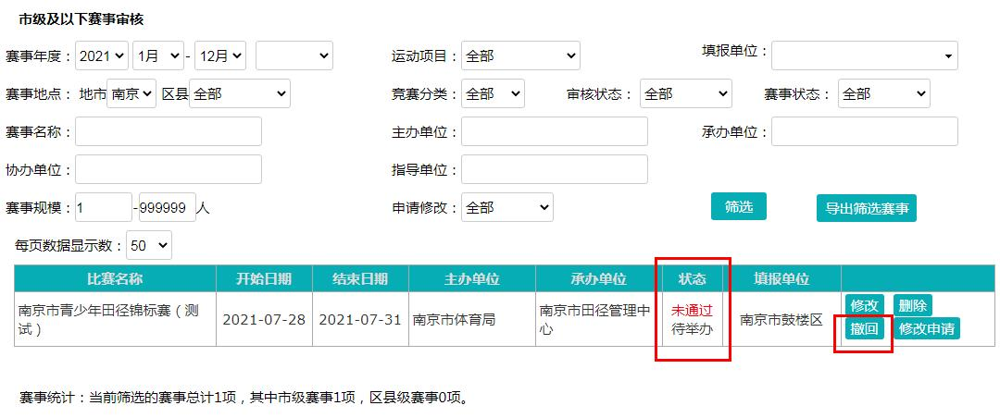 市级及以下赛事审核
赛事年度：2021 1月 - 12月 运动项目：全部 填报单位：
赛事地点： 地市 南京 区县 全部 竞赛分类：全部 审核状态： 全部 赛事状态： 全部
赛事名称： 主办单位： 承办单位：
协办单位： 指导单位：
赛事规模：1 -999999 人 申请修改：全部 筛选 导出筛选赛事
每页数据显示数：50
比赛名称 开始日期 结束日期 主办单位 承办单位 状态 填报单位
南京市青少年田径锦标赛（测试） 2021-07-28 2021-07-31 南京市体育局 南京市田径管理中心 未通过 待举办 南京市鼓楼区 修改 删除 撤回 修改申请
赛事统计：当前筛选的赛事总计1项，其中市级赛事1项，区县级赛事0项。